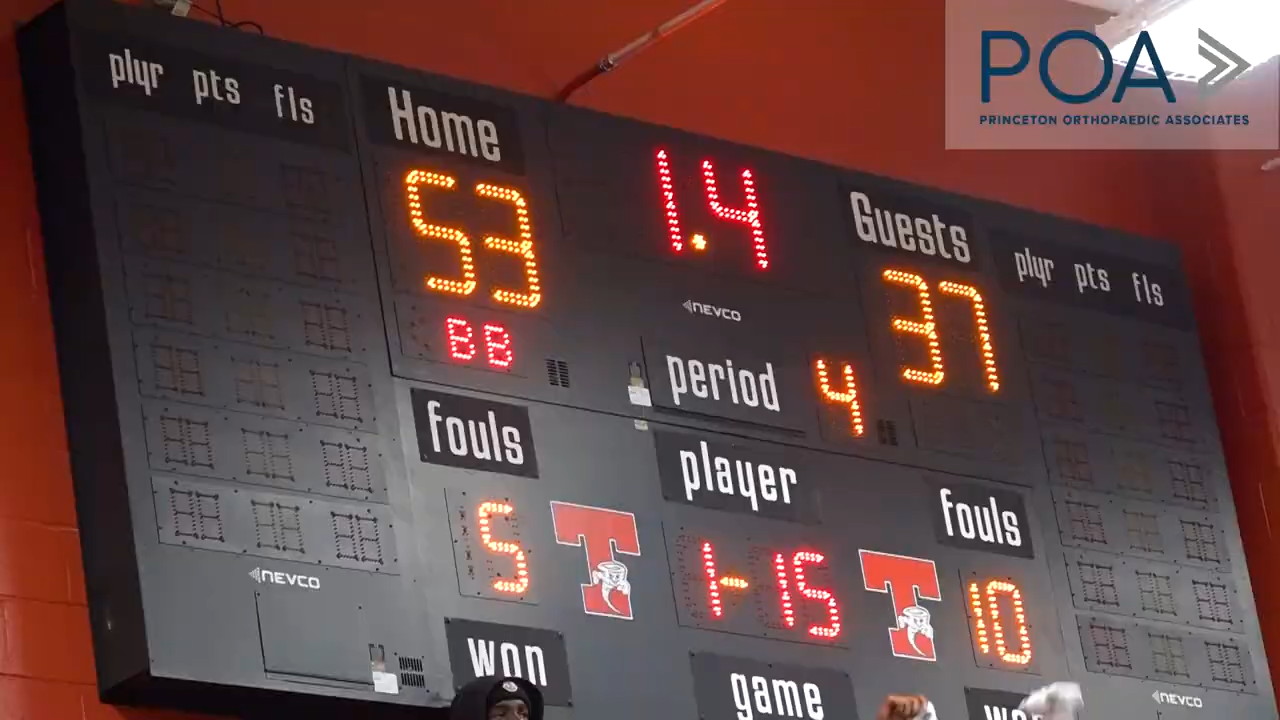 POA
PRINCETON ORTHOPAEDIC ASSOCIATES
plyr pts fls
Home
53
1.4
Guests
37
plyr pts fls
BB
NEVCO
period 4
fouls
5
player
1-15
fouls
10
T
T
NEVCO
NEVCO
won
game